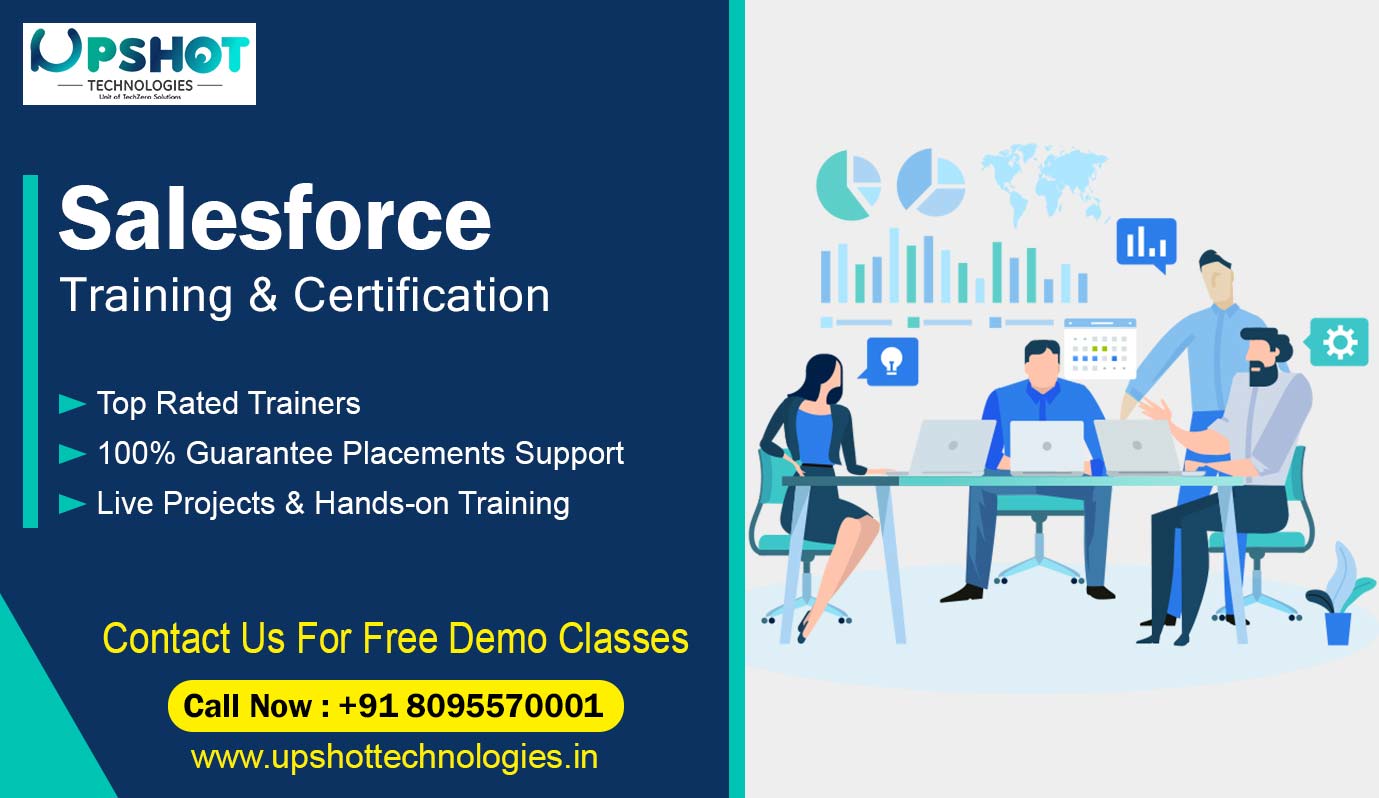 UPSHOT
TECHNOLOGIES
Unit of TechZero Solutions
Salesforce
Training & Certification
Top Rated Trainers
100% Guarantee Placements Support
Live Projects & Hands-on Training
Contact Us For Free Demo Classes
Call Now : +91 8095570001
www.upshottechnologies.in